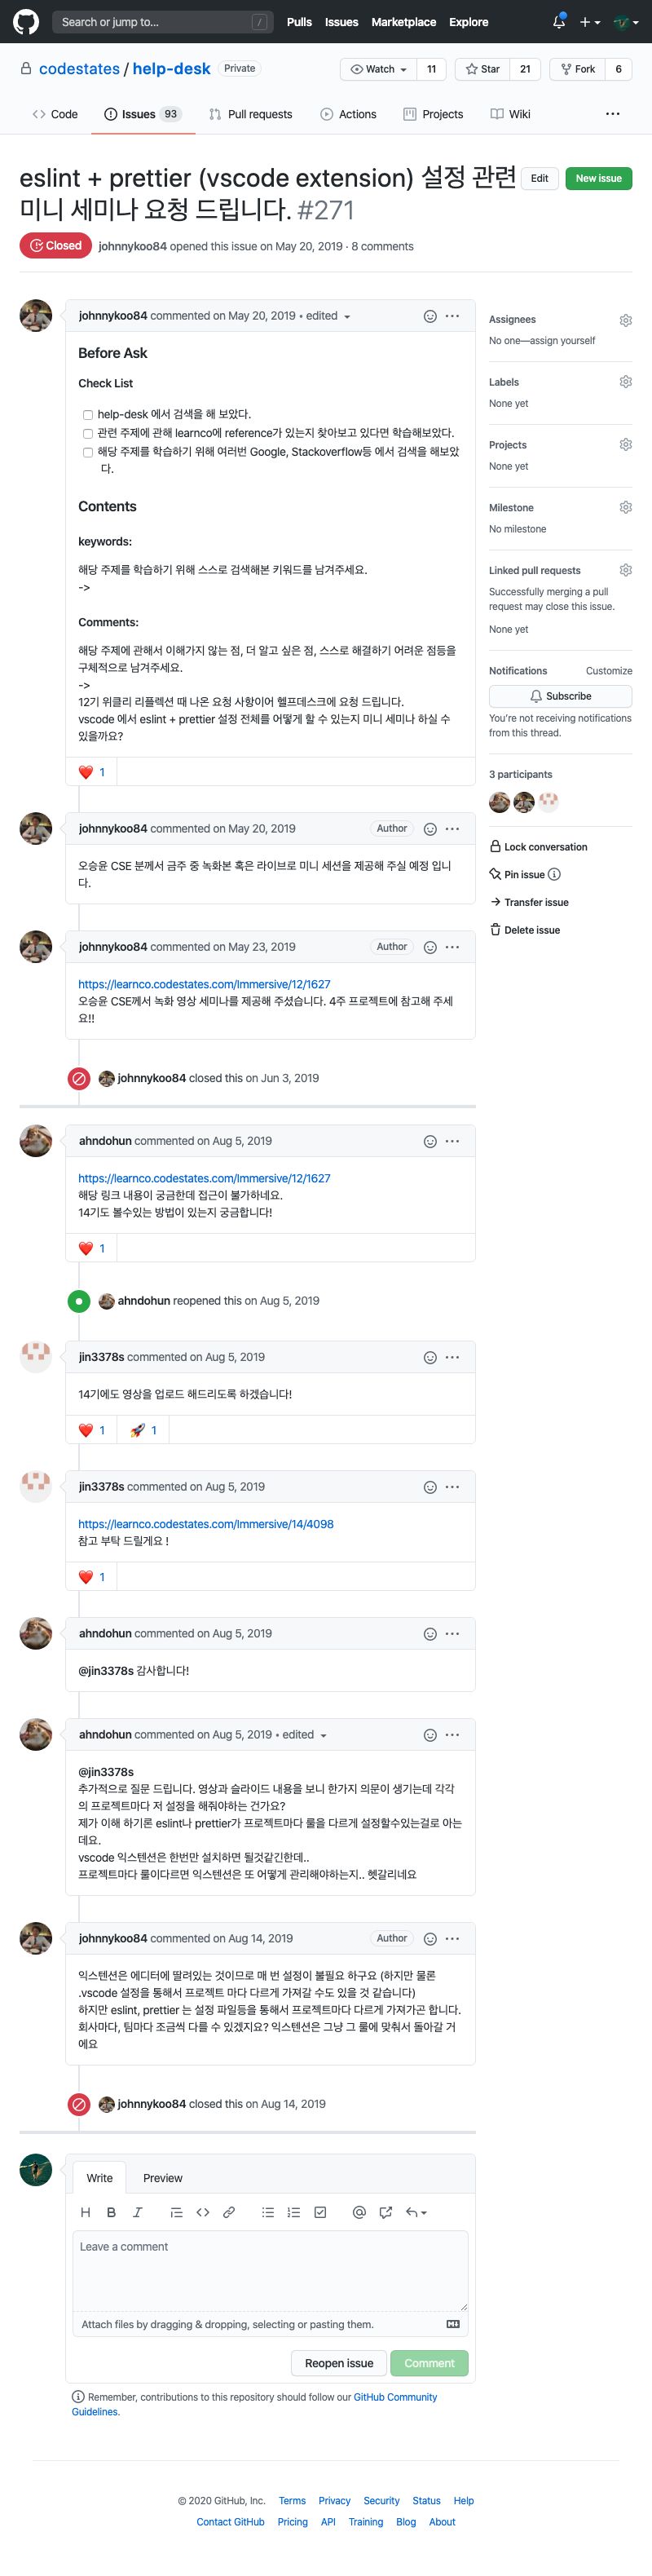 Search or jump to... /
Pulls Issues Marketplace Explore
codestates / help-desk Private
Watch 11 Star 21 Fork 6
Code Issues 93 Pull requests Actions Projects Wiki ...
eslint + prettier (vscode extension) 설정 관련
미니 세미나 요청 드립니다. #271
Edit New issue
Closed johnnykoo84 opened this issue on May 20, 2019 · 8 comments
johnnykoo84 commented on May 20, 2019 • edited
Before Ask
Check List
help-desk 에서 검색을 해 보았다.
관련 주제에 관해 learnco에 reference가 있는지 찾아보고 있다면 학습해보았다.
해당 주제를 학습하기 위해 여러번 Google, Stackoverflow등 에서 검색을 해보았
다.
Contents
keywords:
해당 주제를 학습하기 위해 스스로 검색해본 키워드를 남겨주세요.
->
Comments:
해당 주제에 관해서 이해가지 않는 점, 더 알고 싶은 점, 스스로 해결하기 어려운 점등을
구체적으로 남겨주세요.
->
12기 위클리 리플렉션 때 나온 요청 사항이어 헬프데스크에 요청 드립니다.
vscode 에서 eslint + prettier 설정 전체를 어떻게 할 수 있는지 미니 세미나 하실 수
있을까요?
❤️ 1
Assignees
No one—assign yourself
Labels
None yet
Projects
None yet
Milestone
No milestone
Linked pull requests
Successfully merging a pull
request may close this issue.
None yet
Notifications Customize
Subscribe
You're not receiving notifications
from this thread.
3 participants
Lock conversation
Pin issue
Transfer issue
Delete issue
johnnykoo84 commented on May 20, 2019 Author
오승윤 CSE 분께서 금주 중 녹화본 혹은 라이브로 미니 세션을 제공해 주실 예정 입니
다.
johnnykoo84 commented on May 23, 2019 Author
https://learnco.codestates.com/Immersive/12/1627
오승윤 CSE께서 녹화 영상 세미나를 제공해 주셨습니다. 4주 프로젝트에 참고해 주세
요!!
johnnykoo84 closed this on Jun 3, 2019
ahndohun commented on Aug 5, 2019
https://learnco.codestates.com/Immersive/12/1627
해당 링크 내용이 궁금한데 접근이 불가하네요.
14기도 볼수있는 방법이 있는지 궁금합니다!
❤️ 1
ahndohun reopened this on Aug 5, 2019
jin3378s commented on Aug 5, 2019
14기에도 영상을 업로드 해드리도록 하겠습니다!
❤️ 1 🚀 1
jin3378s commented on Aug 5, 2019
https://learnco.codestates.com/Immersive/14/4098
참고 부탁 드릴게요 !
❤️ 1
ahndohun commented on Aug 5, 2019
@jin3378s 감사합니다!
ahndohun commented on Aug 5, 2019 • edited
@jin3378s
추가적으로 질문 드립니다. 영상과 슬라이드 내용을 보니 한가지 의문이 생기는데 각각
의 프로젝트마다 저 설정을 해줘야하는 건가요?
제가 이해 하기론 eslint나 prettier가 프로젝트마다 룰을 다르게 설정할수있는걸로 아는
데요.
vscode 익스텐션은 한번만 설치하면 될것같긴한데..
프로젝트마다 룰이다르면 익스텐션은 또 어떻게 관리해야하는지.. 헷갈리네요
johnnykoo84 commented on Aug 14, 2019 Author
익스텐션은 에디터에 딸려있는 것이므로 매 번 설정이 불필요 하구요 (하지만 물론
.vscode 설정을 통해서 프로젝트 마다 다르게 가져갈 수도 있을 것 같습니다)
하지만 eslint, prettier 는 설정 파일등을 통해서 프로젝트마다 다르게 가져가곤 합니다.
회사마다, 팀마다 조금씩 다를 수 있겠지요? 익스텐션은 그냥 그 룰에 맞춰서 돌아갈 거
에요
johnnykoo84 closed this on Aug 14, 2019
Write Preview
Leave a comment
Attach files by dragging & dropping, selecting or pasting them.
Reopen issue Comment
Remember, contributions to this repository should follow our GitHub Community
Guidelines.
© 2020 GitHub, Inc. Terms Privacy Security Status Help
Contact GitHub Pricing API Training Blog About